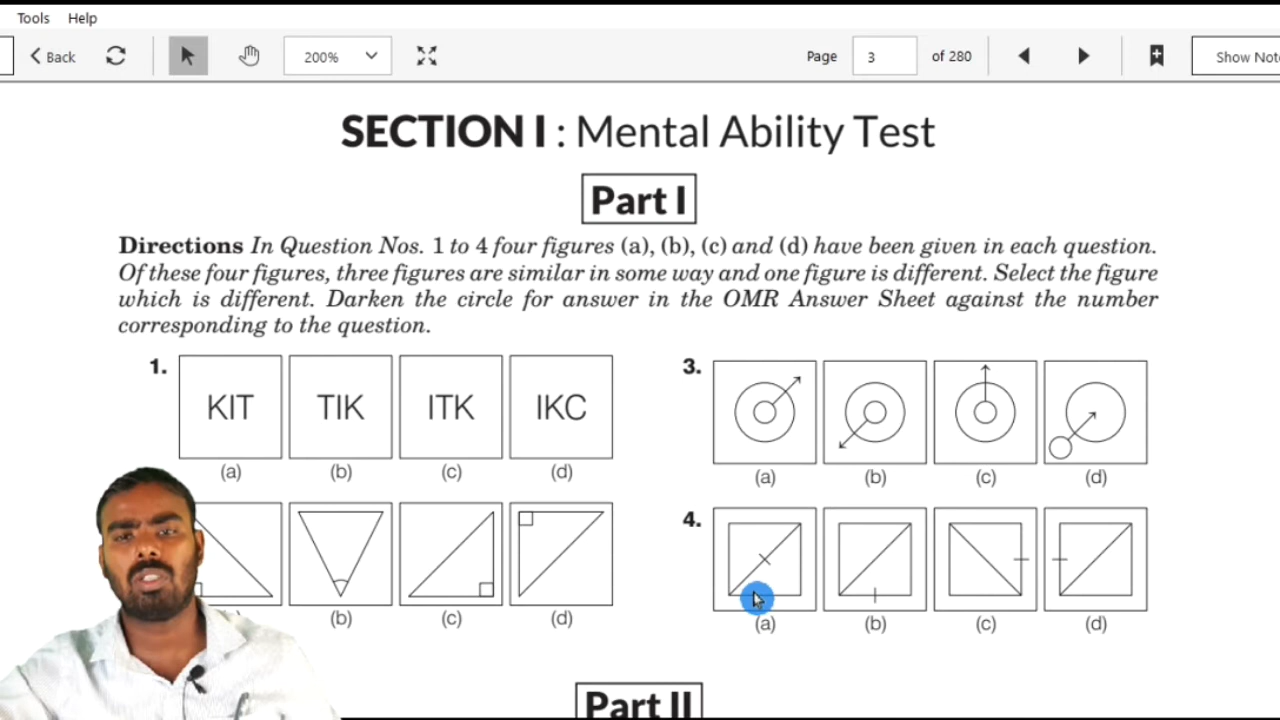 Tools Help
Back 200% Page 3 of 280 Show Not
SECTION I : Mental Ability Test
Part I
Directions In Question Nos. 1 to 4 four figures (a), (b), (c) and (d) have been given in each question.
Of these four figures, three figures are similar in some way and one figure is different. Select the figure
which is different. Darken the circle for answer in the OMR Answer Sheet against the number
corresponding to the question.
1.
KIT TIK ITK IKC
(a) (b) (c) (d)
(b) (c) (d)
3.
(a) (b) (c) (d)
4.
(a) (b) (c) (d)
Part II